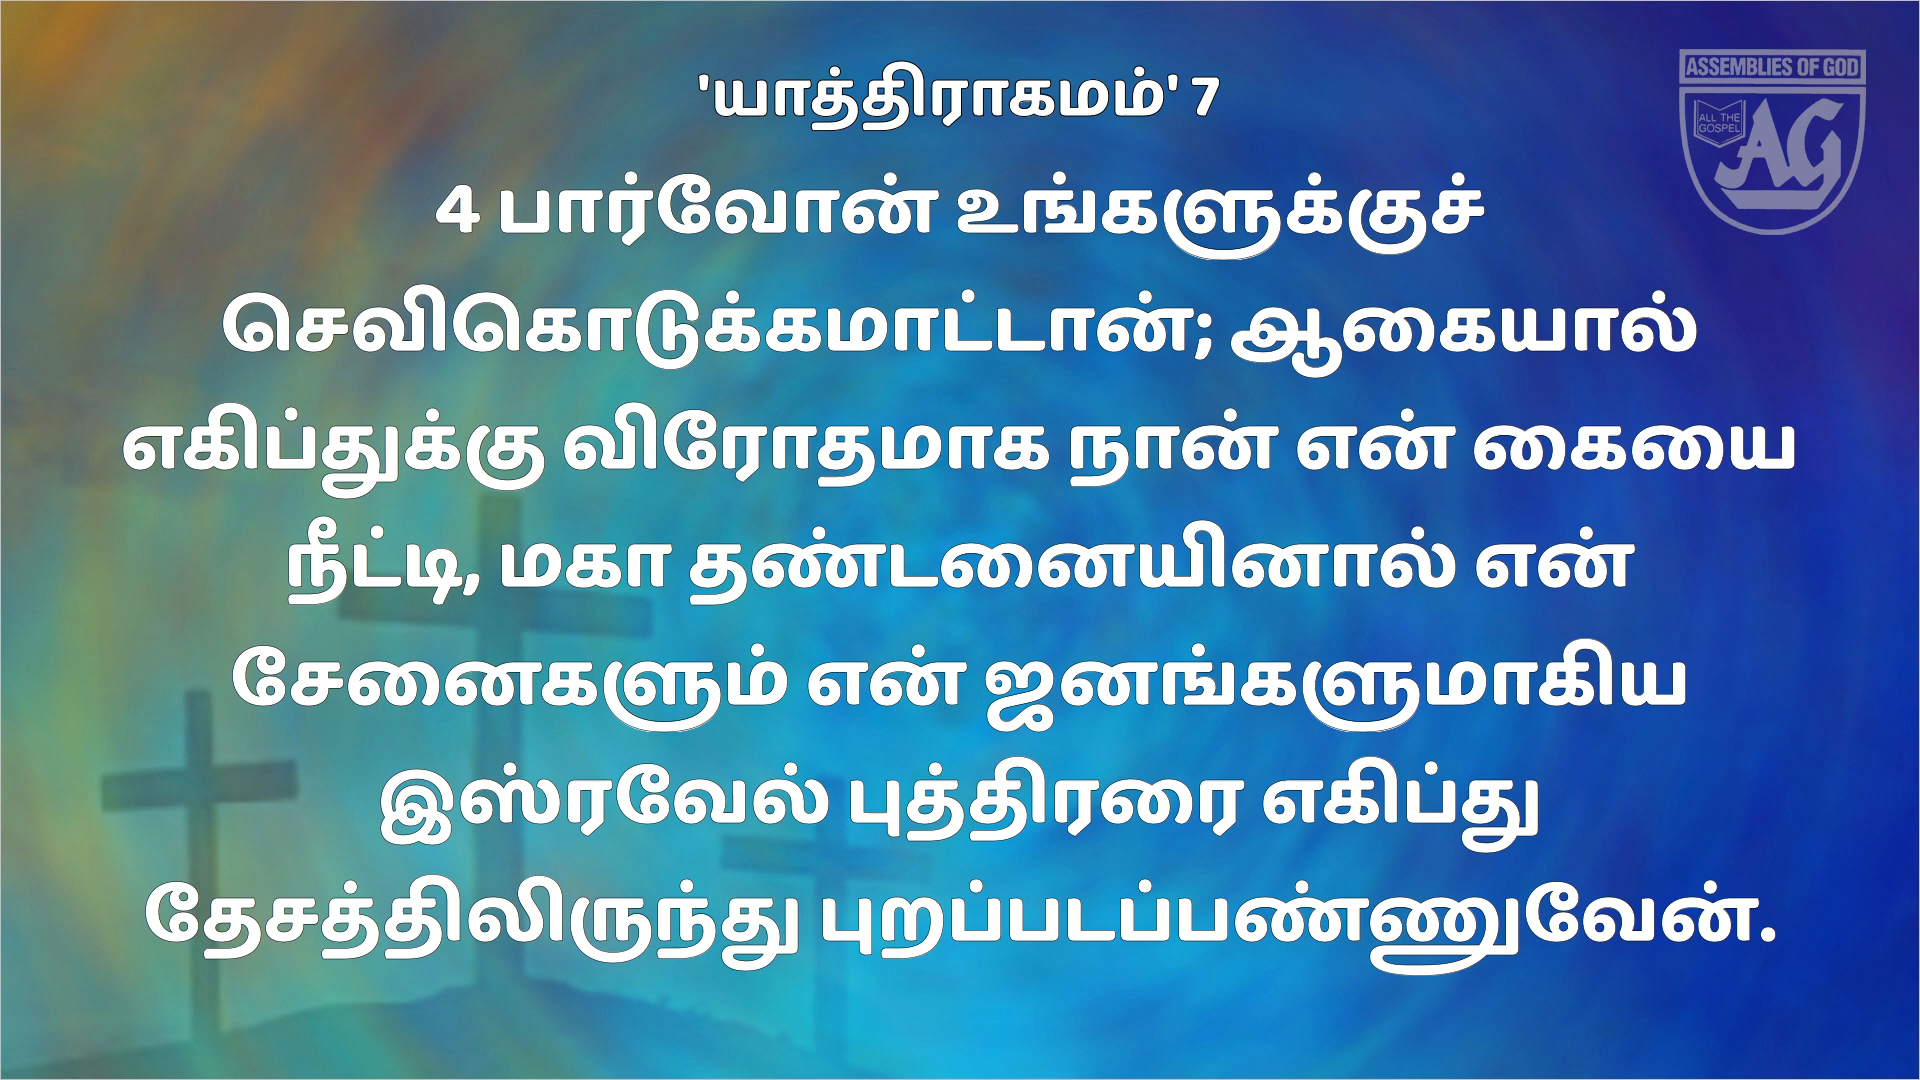 'யாத்திராகமம்' 7
4 பார்வோன் உங்களுக்குச்
செவிகொடுக்கமாட்டான்; ஆகையால்
எகிப்துக்கு விரோதமாக நான் என் கையை
நீட்டி, மகா தண்டனையினால் என்
சேனைகளும் என் ஜனங்களுமாகிய
இஸ்ரவேல் புத்திரரை எகிப்து
தேசத்திலிருந்து புறப்படப்பண்ணுவேன்.
ASSEMBLIES OF GOD
ALL THE
GOSPEL
AG